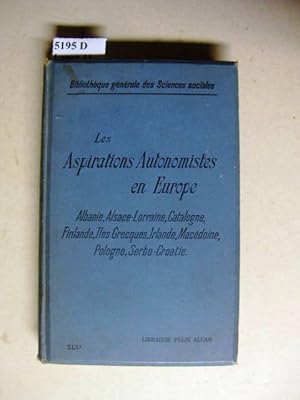 5195 D
Bibliothèque générale des Sciences sociales
Les
Aspirations Autonomistes
en Europe
Albanie, Alsace-Lorraine, Catalogne,
Finlande, Iles Grecques, Irlande, Macédoine,
Pologne, Serbo-Croatie.
LIBRAIRIE FÉLIX ALCAN